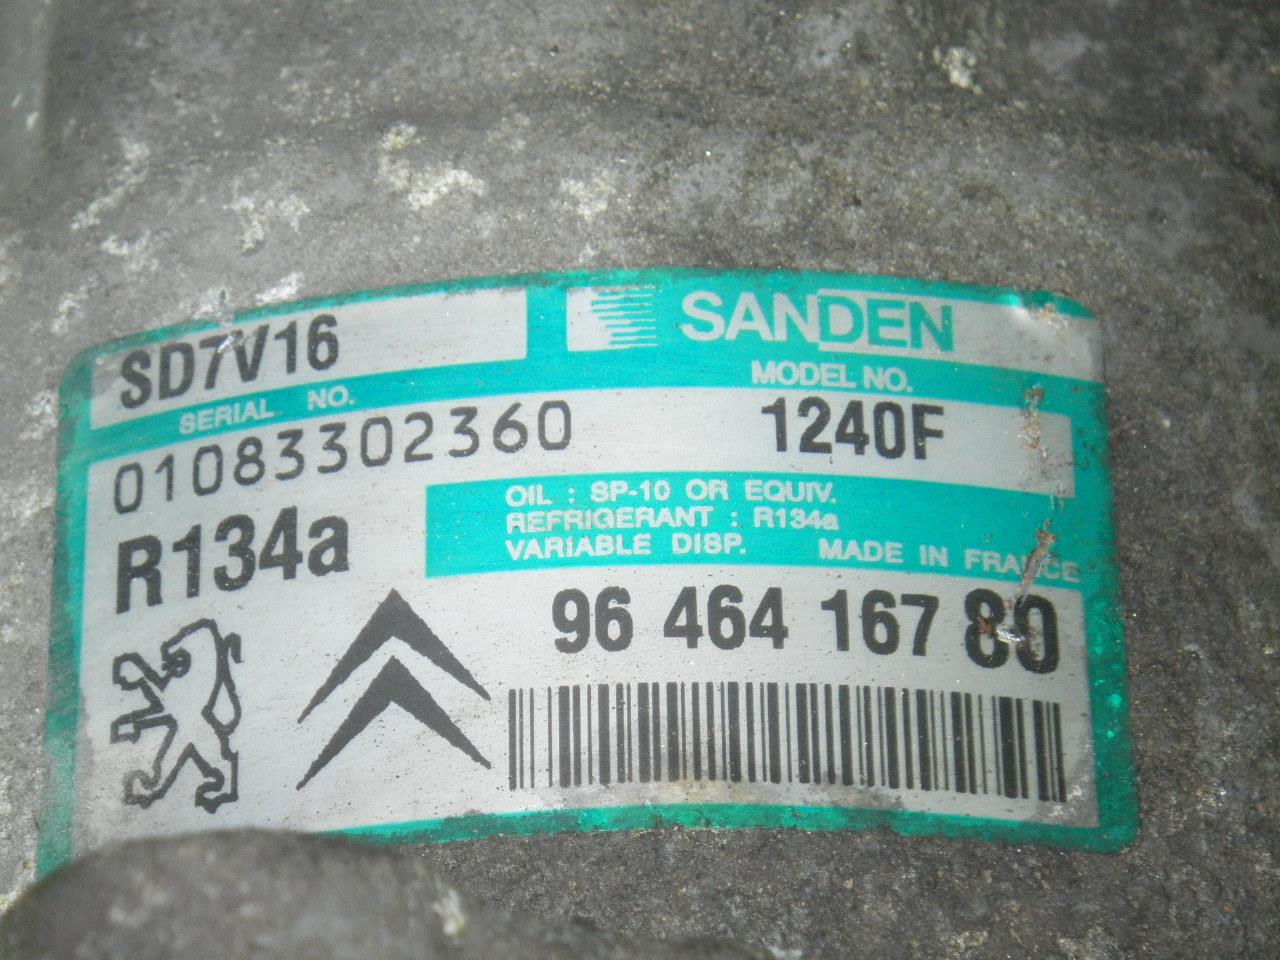 SD7V16
SANDEN
SERIAL NO.
MODEL NO.
01083302360
1240F
R134a
OIL : SP-10 OR EQUIV.
REFRIGERANT : R134a
VARIABLE DISP. MADE IN FRANCE
96 464 167 80